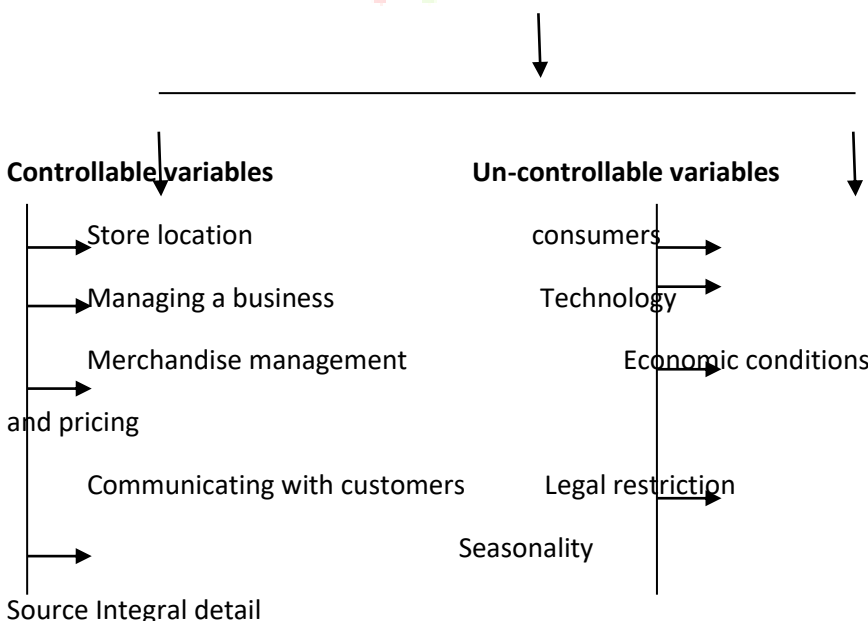 Controllable variables Un-controllable variables
Store location consumers
Managing a business Technology
Merchandise management Economic conditions
and pricing
Communicating with customers Legal restriction
Seasonality
Source Integral detail